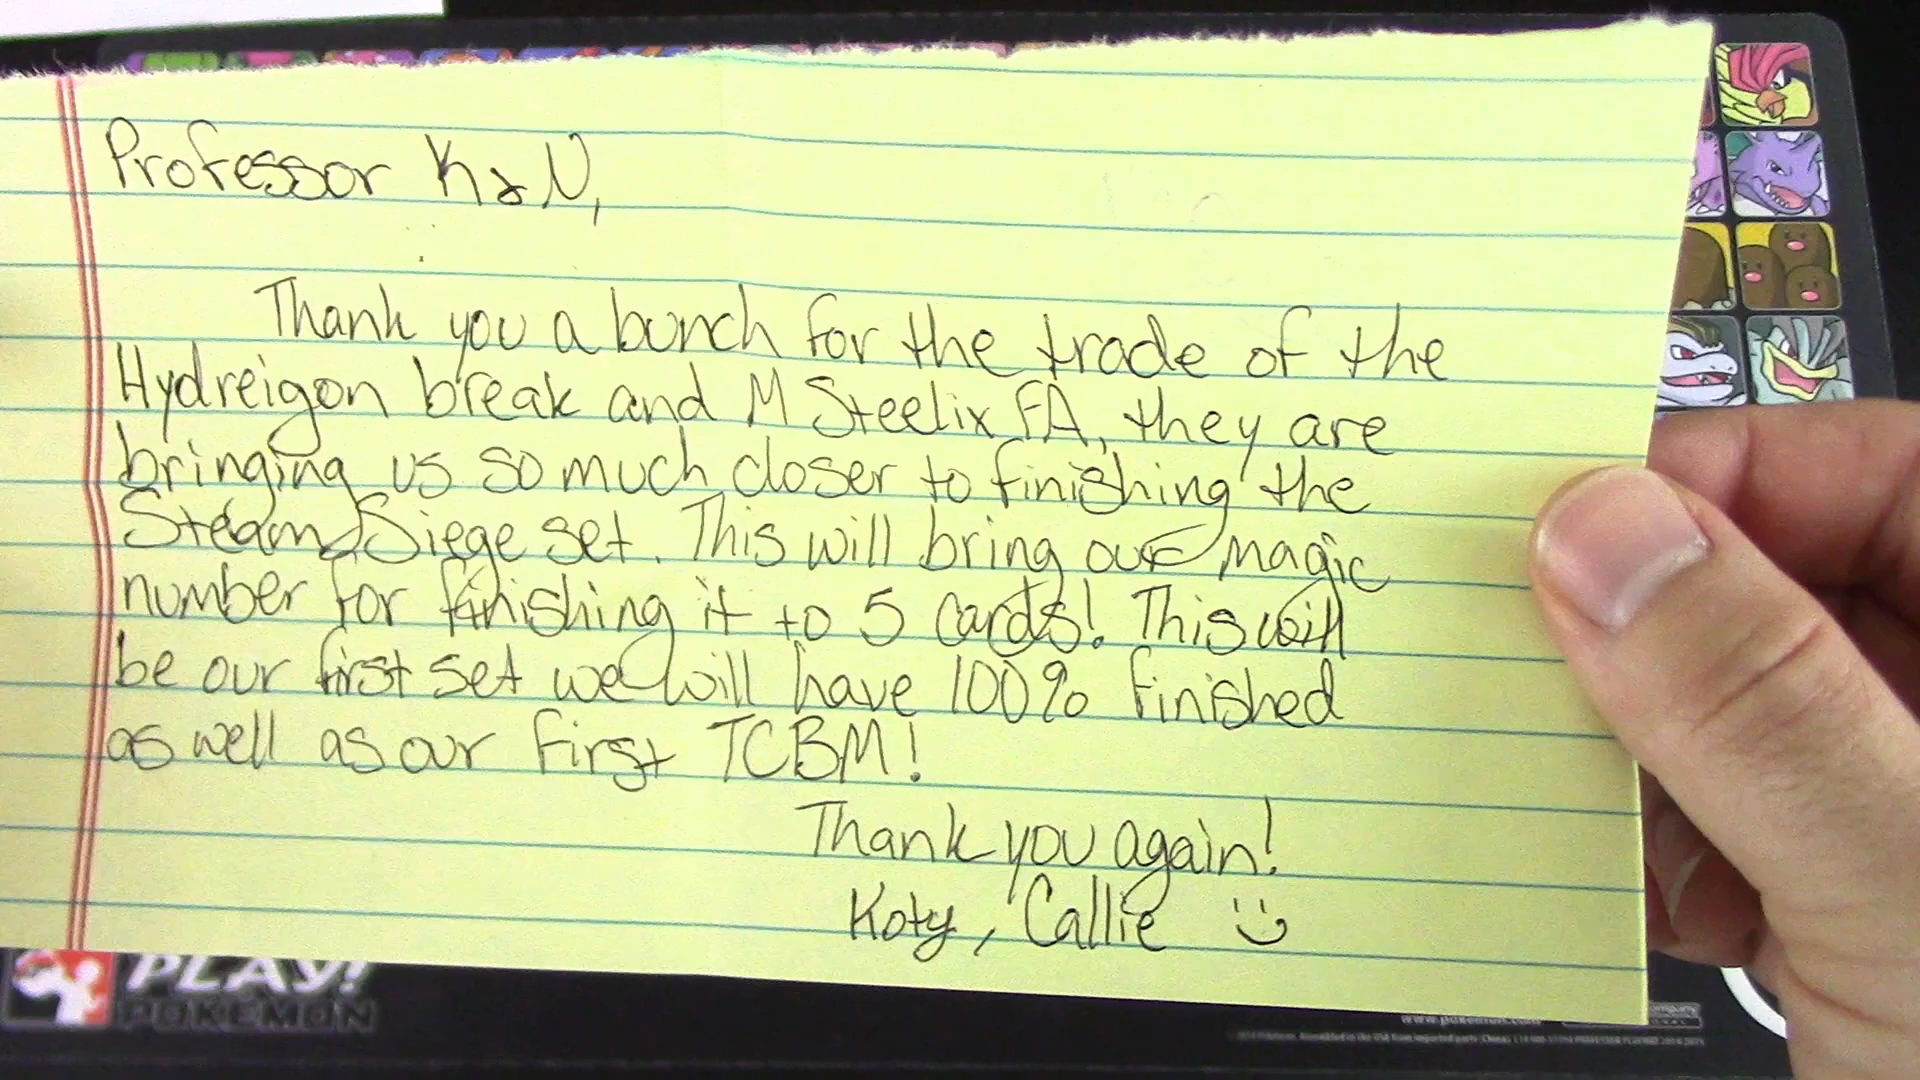 Professor K & N,
Thank you a bunch for the trade of the
Hydreigon break and M Steelix FA, they are
bringing us so much closer to finishing the
Steam Siege set. This will bring our magic
number for finishing it to 5 cards! This will
be our first set we will have 100% finished
as well as our first TCBM!
Thank you again!
Koty, Callie :)
PLAY!
POKÉMON
www.pokemon.com